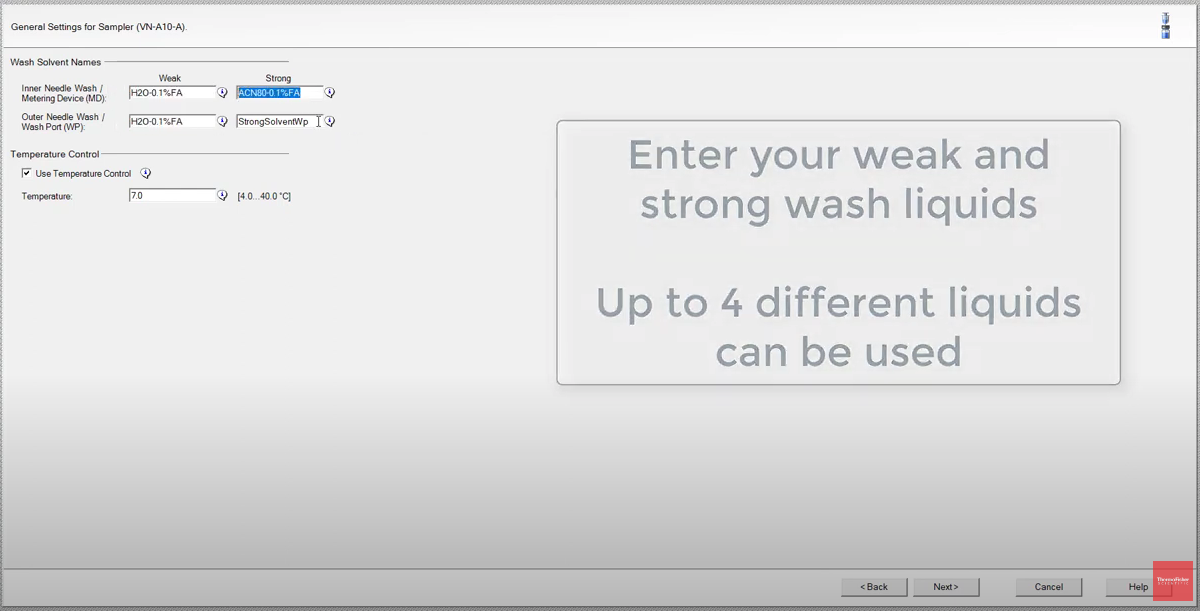 General Settings for Sampler (VN-A10-A).
Wash Solvent Names
Weak Strong
Inner Needle Wash /
Metering Device (MD):
H2O-0.1%FA ACN80-0.1%FA
Outer Needle Wash /
Wash Port (WP):
H2O-0.1%FA StrongSolventWp
Temperature Control
Use Temperature Control
Temperature: 7.0 [4.0...40.0 °C]
Enter your weak and
strong wash liquids
Up to 4 different liquids
can be used
< Back Next> Cancel Help
ThermoFisher
SCIENTIFIC